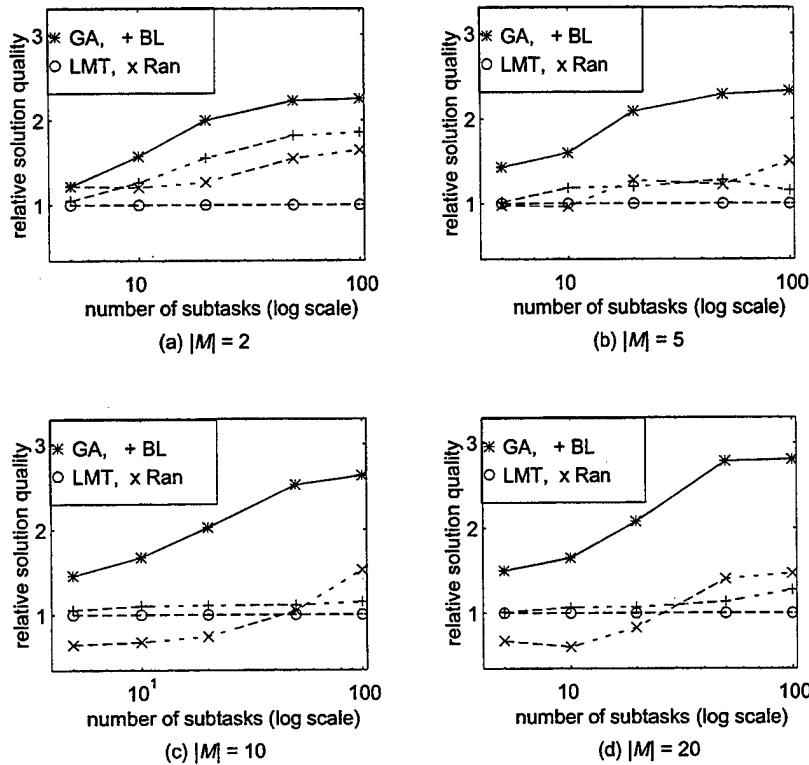 3
2
1
relative solution quality
GA, + BL
LMT, x Ran
10 100
number of subtasks (log scale)
(a) |M| = 2
3
2
1
relative solution quality
GA, + BL
LMT, x Ran
10 100
number of subtasks (log scale)
(b) |M| = 5
3
2
1
relative solution quality
GA, + BL
LMT, x Ran
10¹ 100
number of subtasks (log scale)
(c) |M| = 10
3
2
1
relative solution quality
GA, + BL
LMT, x Ran
10 100
number of subtasks (log scale)
(d) |M| = 20